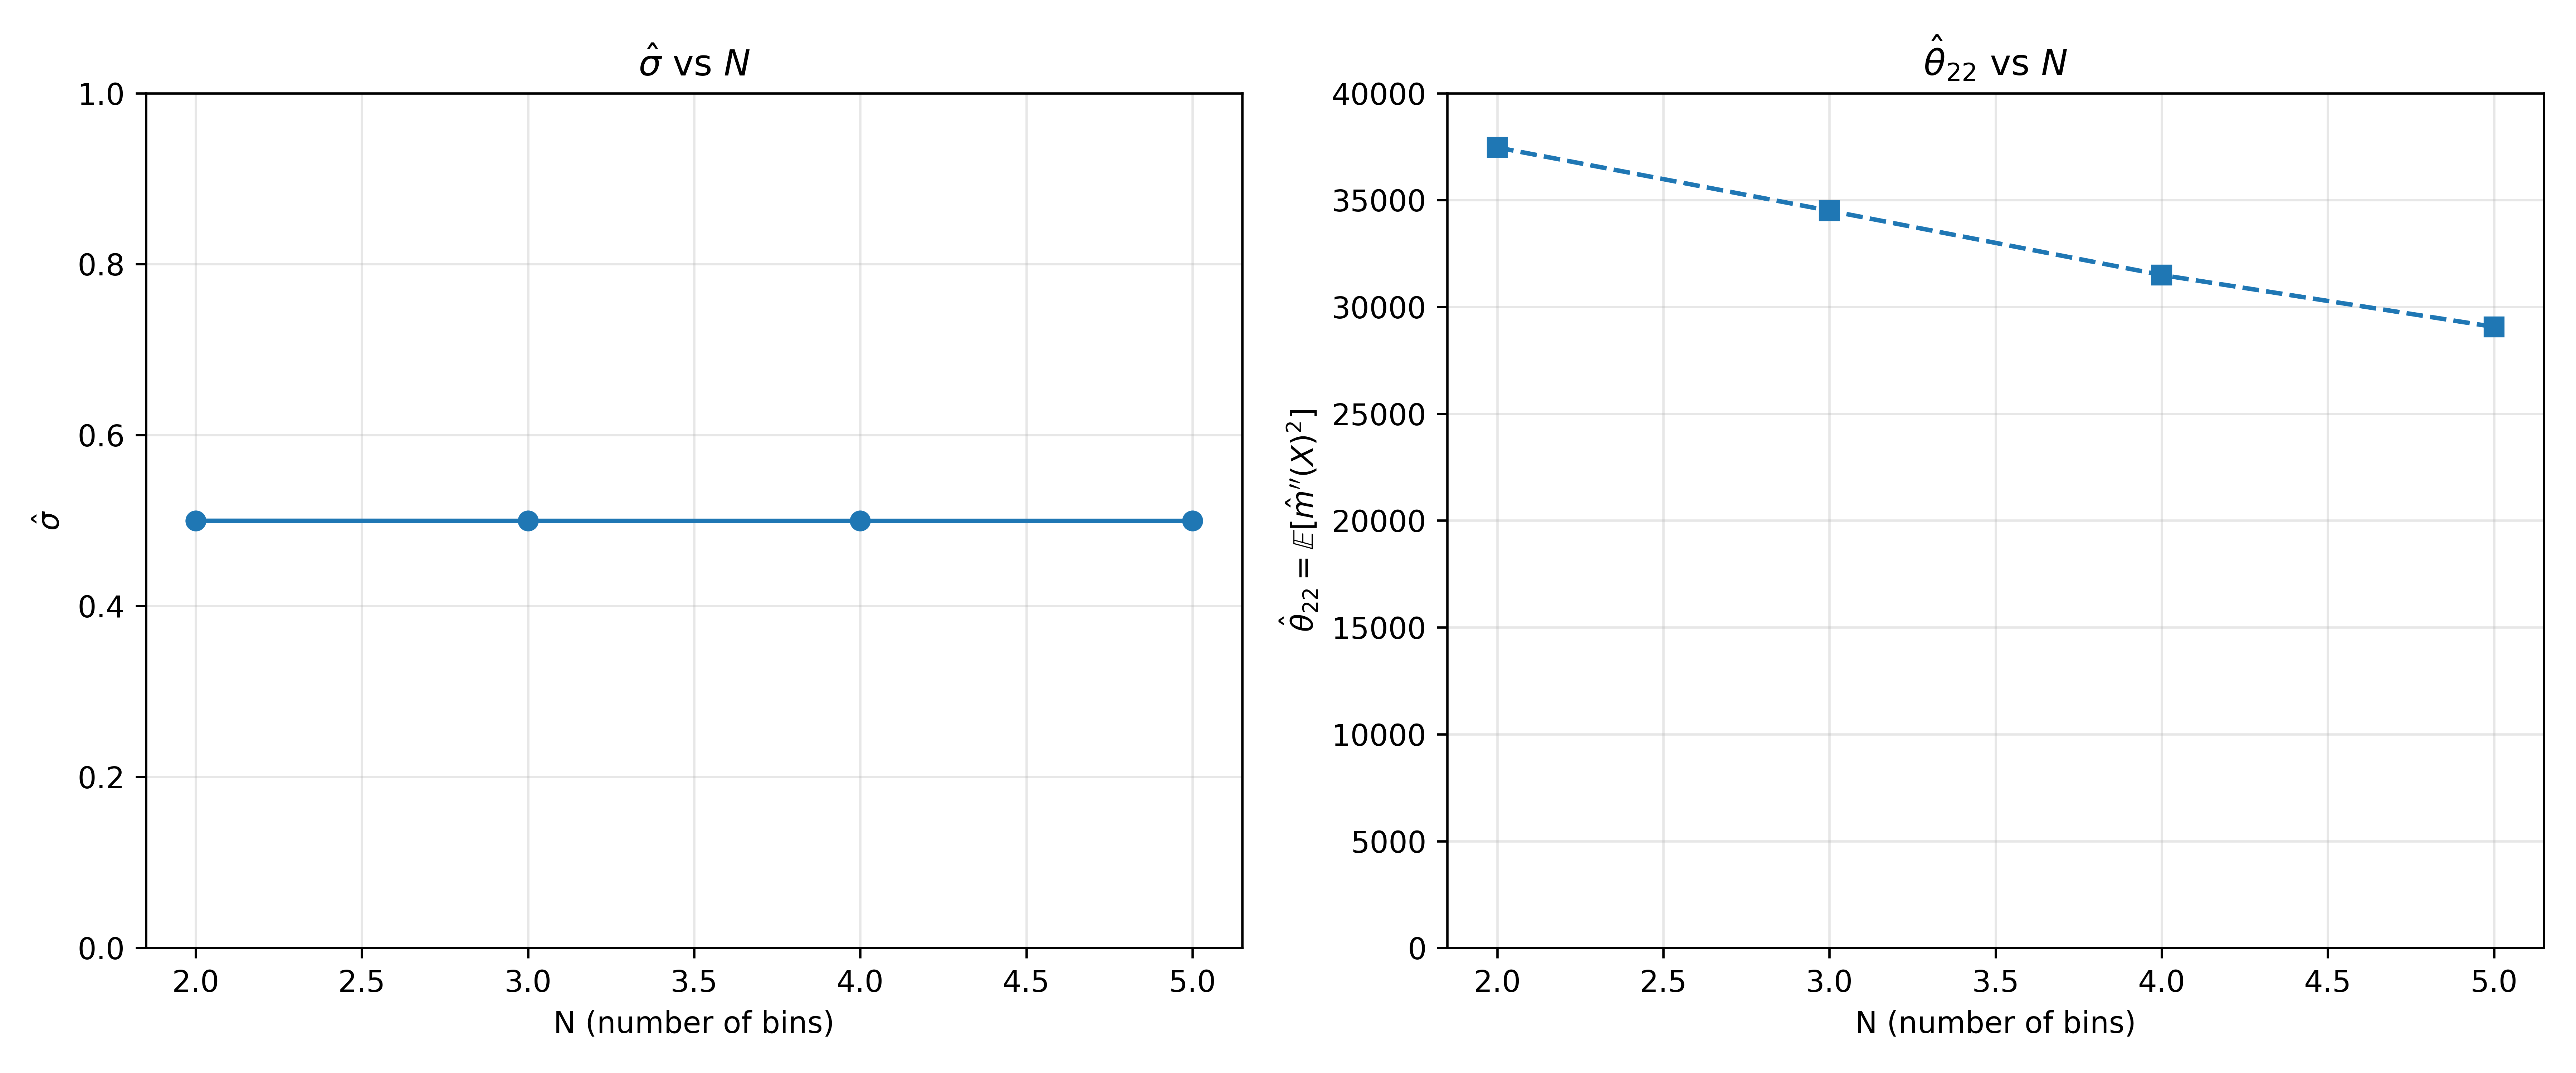 σ̂ vs N
1.0
0.8
0.6
0.4
0.2
0.0
σ̂
2.0 2.5 3.0 3.5 4.0 4.5 5.0
N (number of bins)
θ̂₂₂ vs N
40000
35000
30000
25000
20000
15000
10000
5000
0
θ̂₂₂ = 𝔼[m̂′′(X)²]
2.0 2.5 3.0 3.5 4.0 4.5 5.0
N (number of bins)